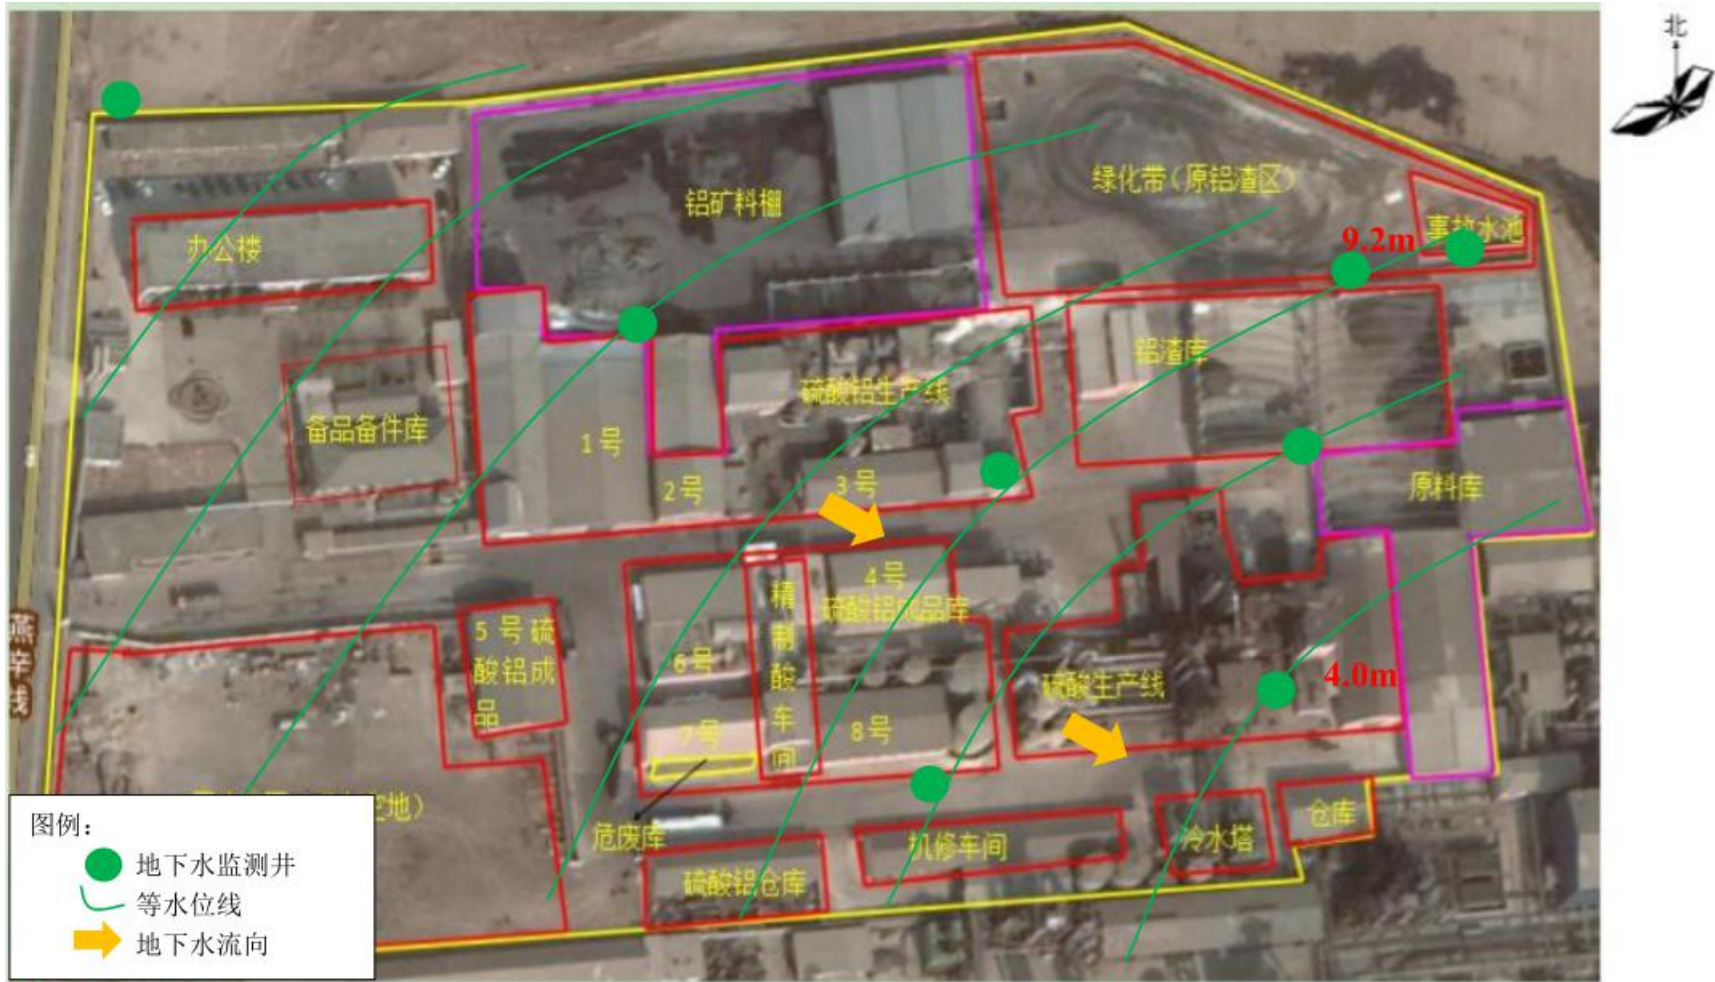 北
绿化带(原铝渣区)
铝矿料棚
事故水池
办公楼
9.2m
铝渣库
硫酸铝生产线
备品备件库
1号
2号
3号
原料库
4号
硫酸铝成品库
精
制
酸
车
间
5号硫
酸铝成
品
6号
硫酸生产线
4.0m
7号
8号
空地)
危废库
机修车间
冷水塔
仓库
硫酸铝仓库
燕
辛
线
图例:
地下水监测井
等水位线
地下水流向